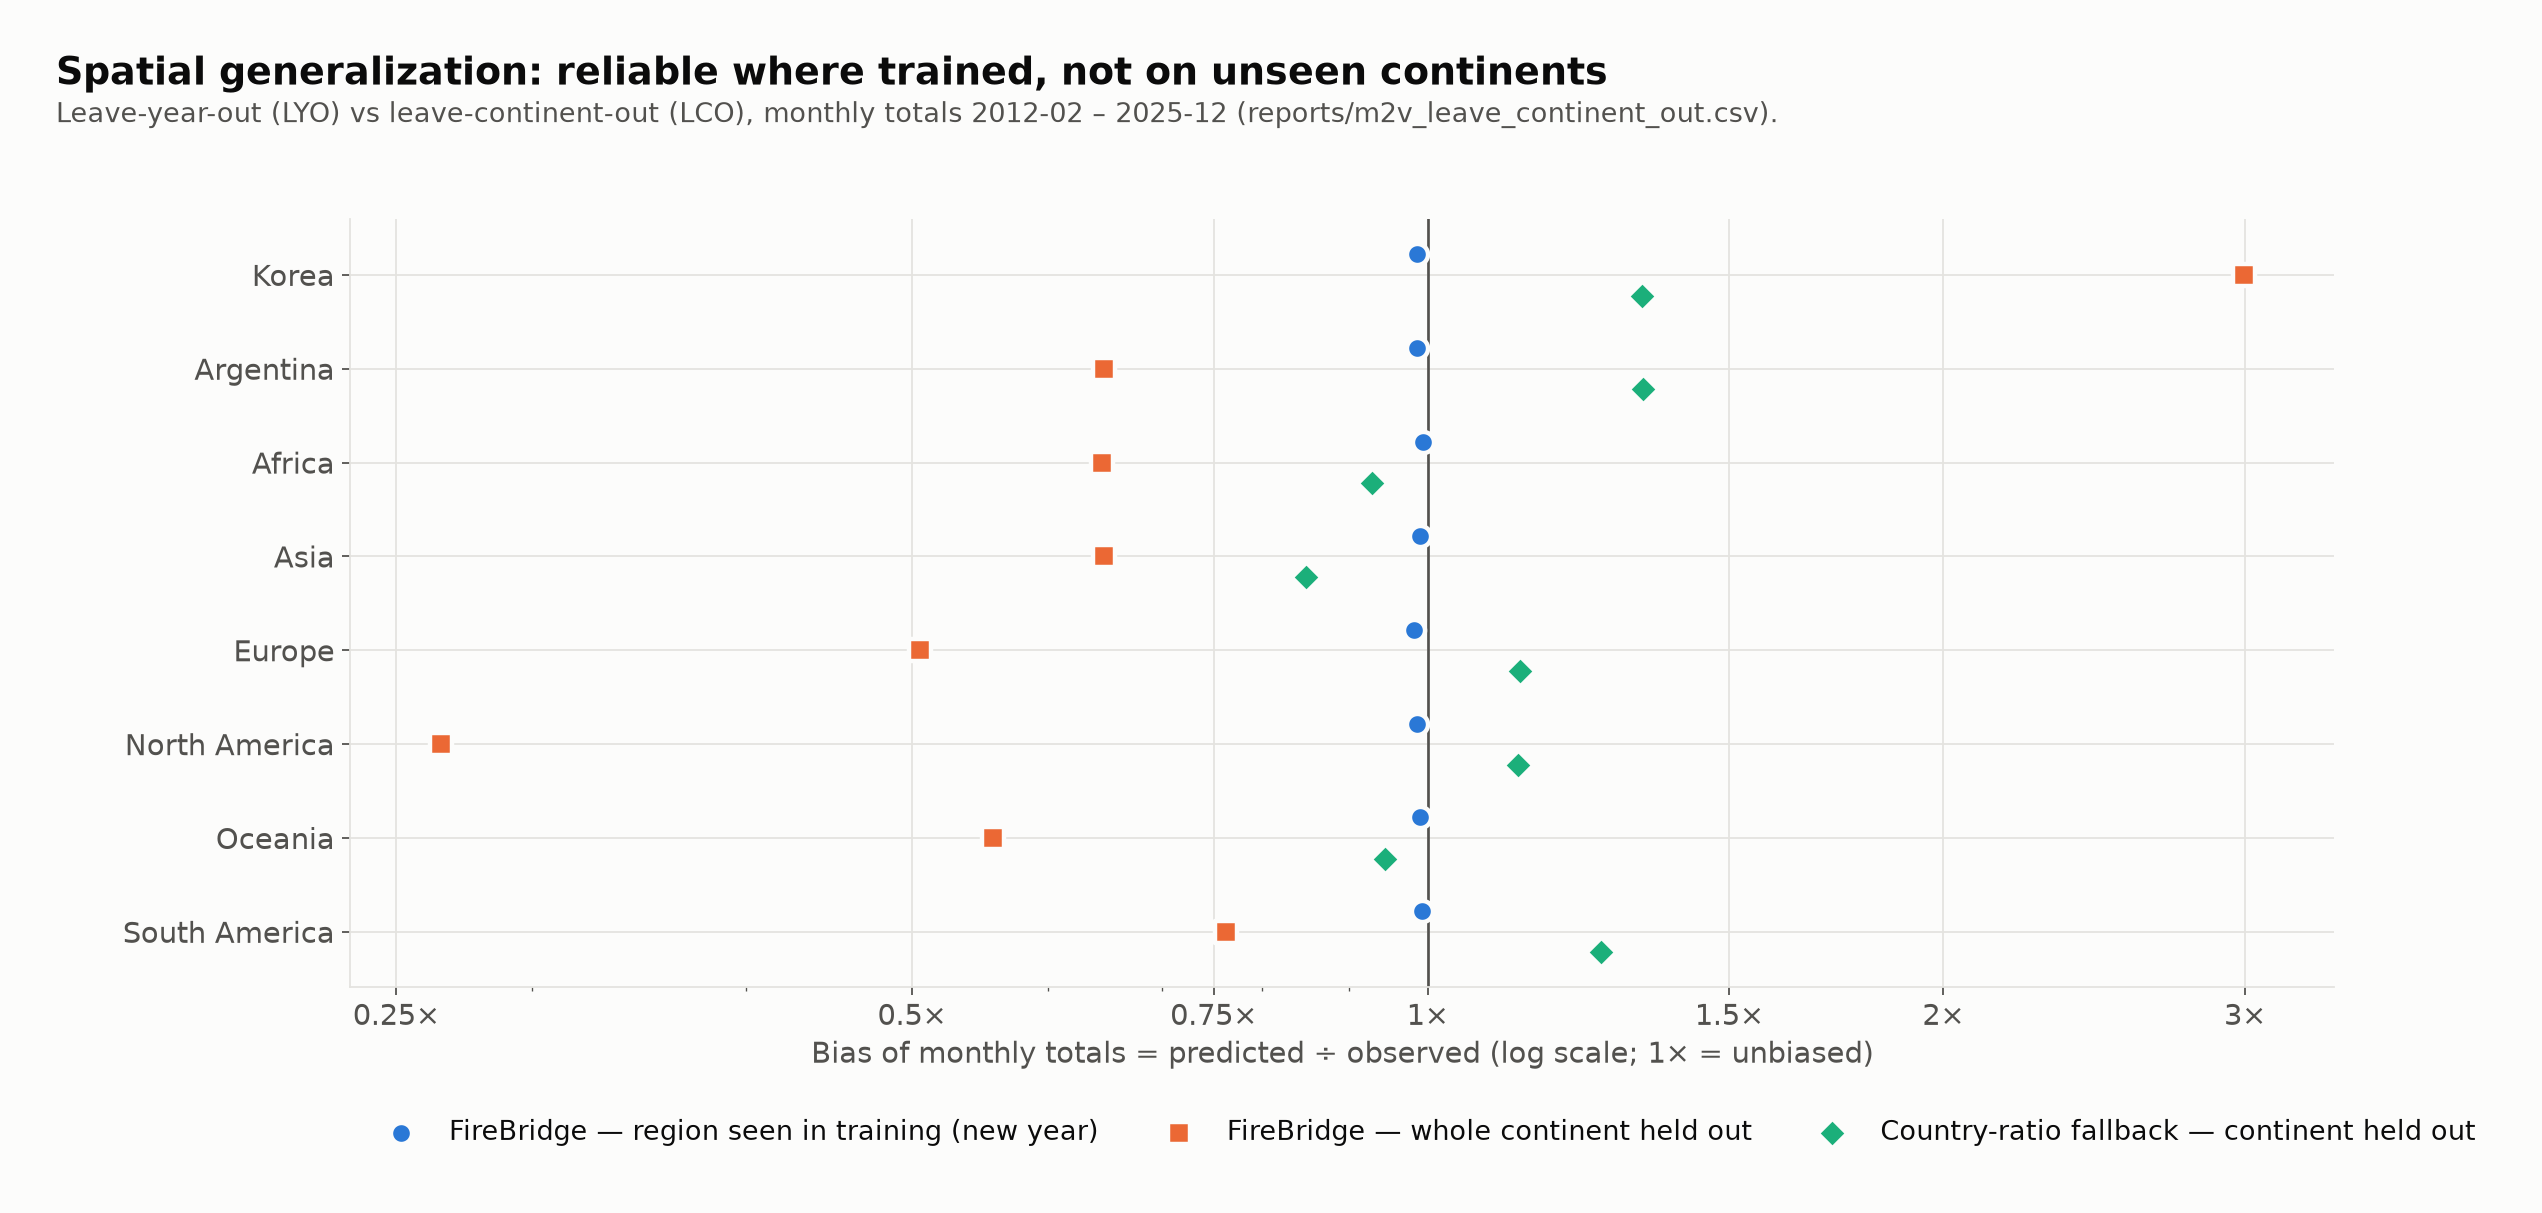 Spatial generalization: reliable where trained, not on unseen continents
Leave-year-out (LYO) vs leave-continent-out (LCO), monthly totals 2012-02 – 2025-12 (reports/m2v_leave_continent_out.csv).
Korea
Argentina
Africa
Asia
Europe
North America
Oceania
South America
0.25× 0.5× 0.75× 1× 1.5× 2× 3×
Bias of monthly totals = predicted ÷ observed (log scale; 1× = unbiased)
FireBridge — region seen in training (new year) FireBridge — whole continent held out Country-ratio fallback — continent held out